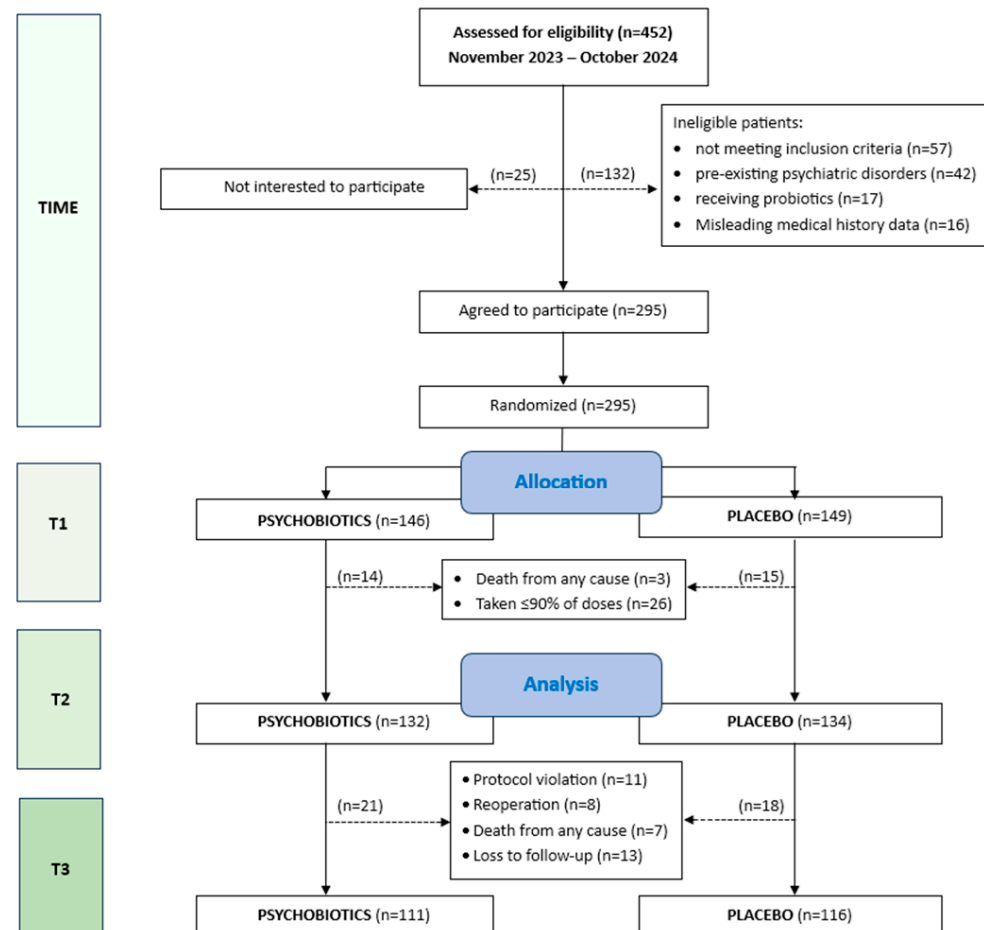 Assessed for eligibility (n=452)
November 2023 – October 2024
Ineligible patients:
• not meeting inclusion criteria (n=57)
• pre-existing psychiatric disorders (n=42)
• receiving probiotics (n=17)
• Misleading medical history data (n=16)
(n=25)
(n=132)
Not interested to participate
TIME
Agreed to participate (n=295)
Randomized (n=295)
Allocation
T1
PSYCHOBIOTICS (n=146)
PLACEBO (n=149)
(n=14)
• Death from any cause (n=3)
• Taken ≤90% of doses (n=26)
(n=15)
Analysis
T2
PSYCHOBIOTICS (n=132)
PLACEBO (n=134)
(n=21)
• Protocol violation (n=11)
• Reoperation (n=8)
• Death from any cause (n=7)
• Loss to follow-up (n=13)
(n=18)
T3
PSYCHOBIOTICS (n=111)
PLACEBO (n=116)